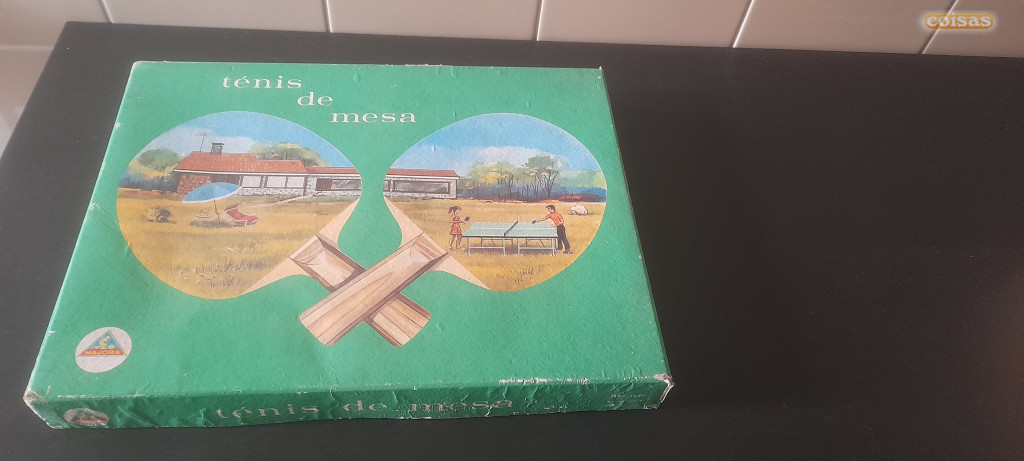 coisas
ténis
de
mesa
MAJORA
ténis de mesa